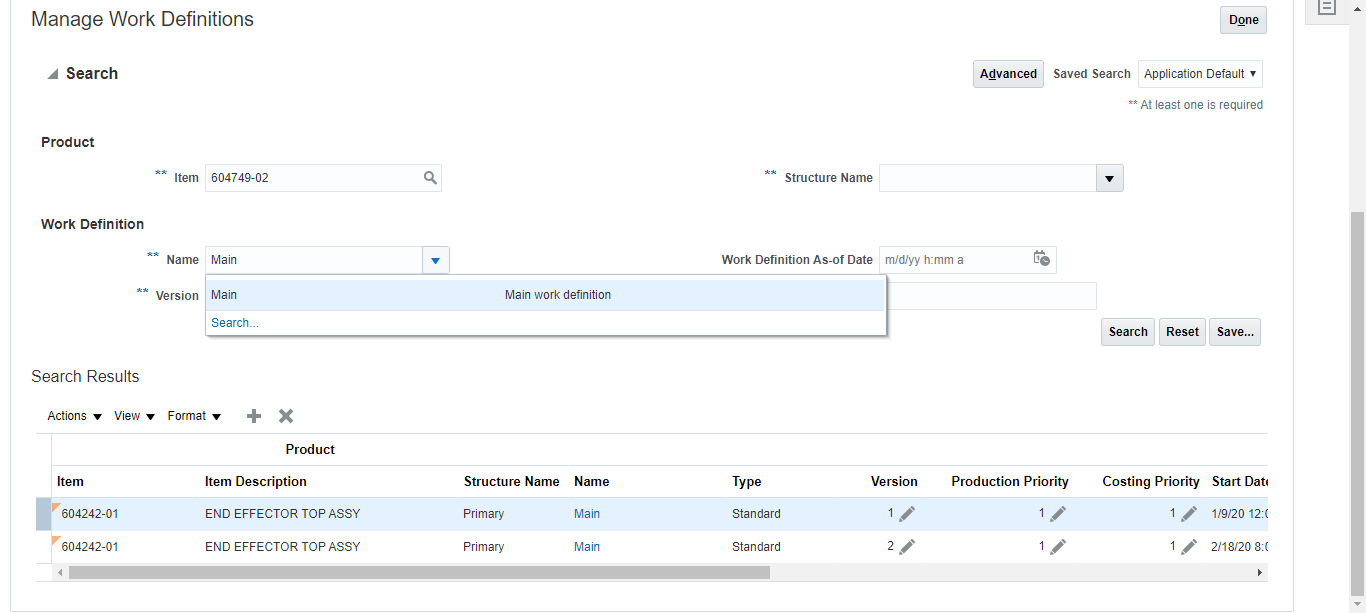 Manage Work Definitions
Done
Search
Advanced Saved Search Application Default
** At least one is required
Product
** Item 604749-02 ** Structure Name
Work Definition
** Name Main Work Definition As-of Date m/d/yy h:mm a
** Version Main Main work definition
Search...
Search Reset Save...
Search Results
Actions View Format
Product
Item Item Description Structure Name Name Type Version Production Priority Costing Priority Start Date
604242-01 END EFFECTOR TOP ASSY Primary Main Standard 1 1 1 1/9/20 12:0
604242-01 END EFFECTOR TOP ASSY Primary Main Standard 2 1 1 2/18/20 8:0